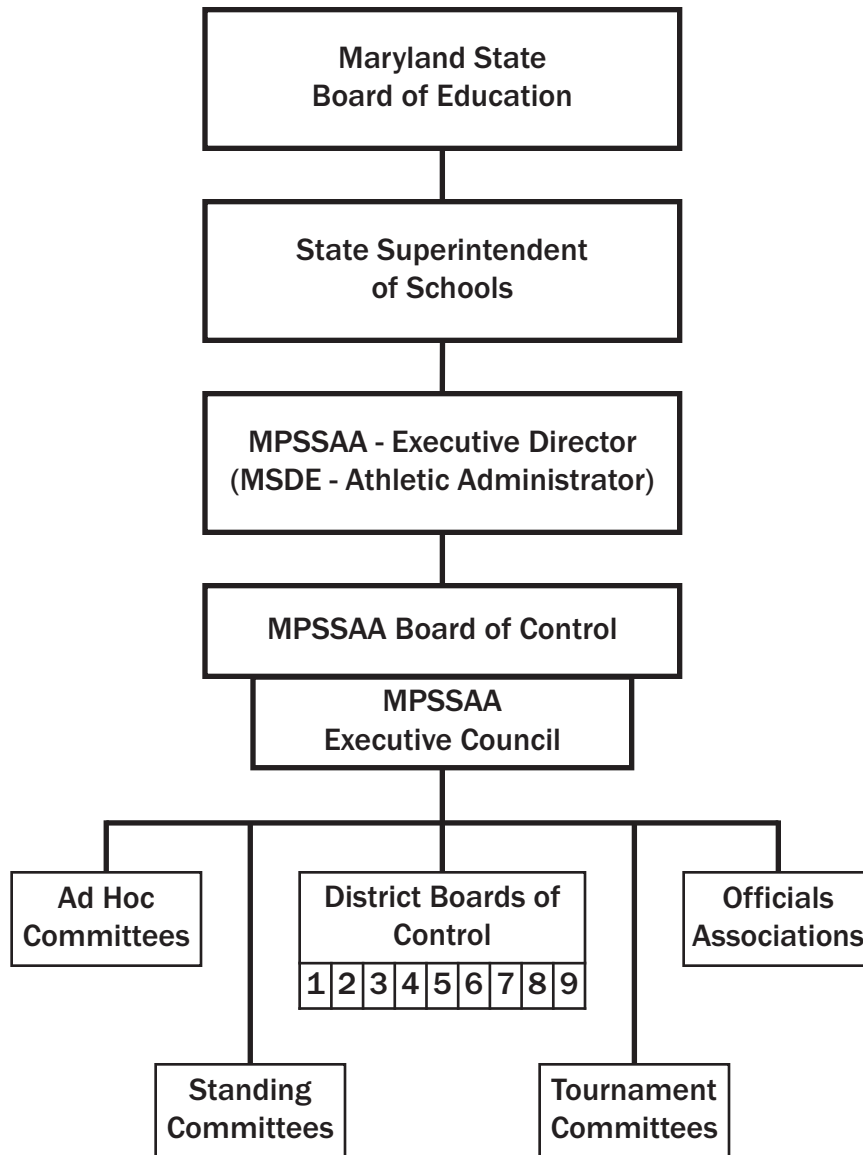 Maryland State
Board of Education
State Superintendent
of Schools
MPSSAA - Executive Director
(MSDE - Athletic Administrator)
MPSSAA Board of Control
MPSSAA
Executive Council
Ad Hoc
Committees
District Boards of
Control
1 2 3 4 5 6 7 8 9
Officials
Associations
Standing
Committees
Tournament
Committees